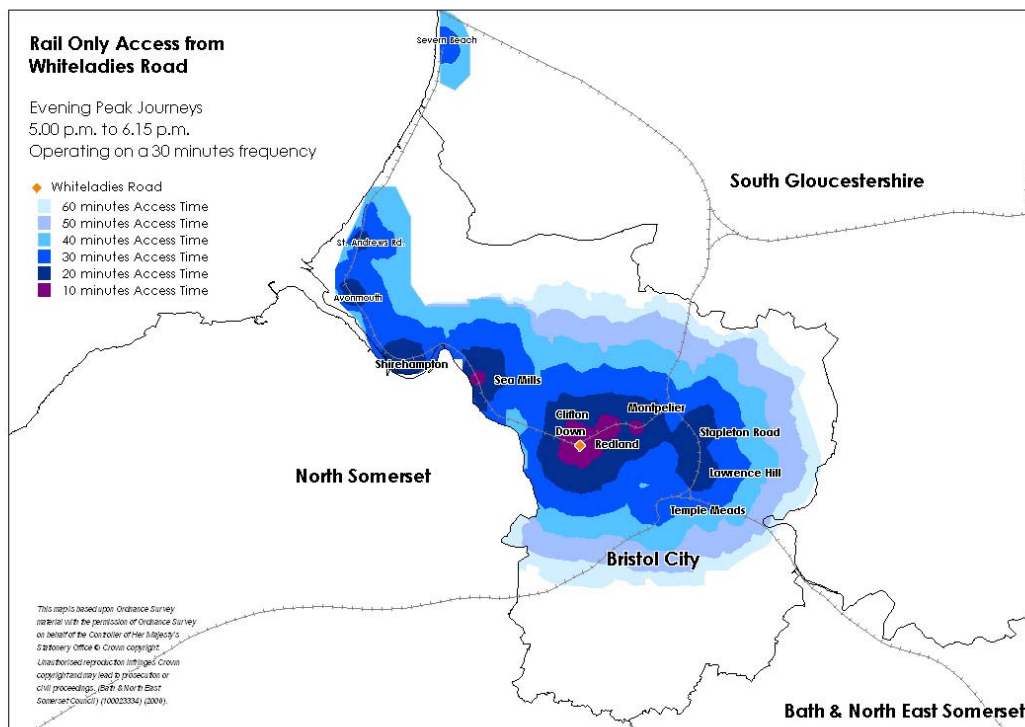 Rail Only Access from
Whiteladies Road
Evening Peak Journeys
5.00 p.m. to 6.15 p.m.
Operating on a 30 minutes frequency
Whiteladies Road
60 minutes Access Time
50 minutes Access Time
40 minutes Access Time
30 minutes Access Time
20 minutes Access Time
10 minutes Access Time
Severn Beach
South Gloucestershire
St. Andrews Rd.
Avonmouth
Shirehampton
Sea Mills
Clifton
Down
Montpelier
Redland
Stapleton Road
Lawrence Hill
North Somerset
Temple Meads
Bristol City
This map is based upon Ordnance Survey
material with the permission of Ordnance Survey
on behalf of the Controller of Her Majesty's
Stationery Office © Crown copyright.
Unauthorised reproduction infringes Crown
copyright and may lead to prosecution or
civil proceedings. (Bath & North East
Somerset Council) (100023334) (2006).
Bath & North East Somerset